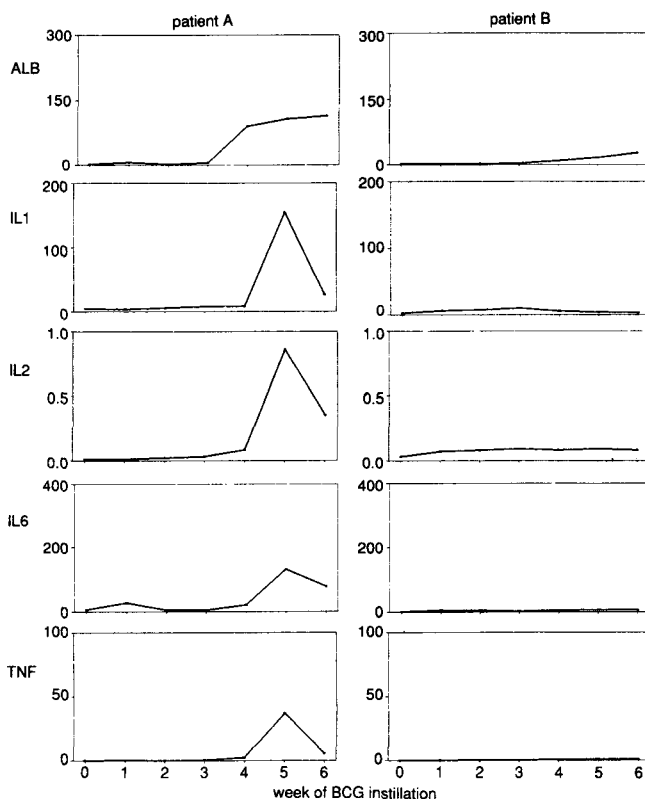 patient A patient B
ALB
300 300
150 150
0 0
IL1
200 200
100 100
0 0
IL2
1.0 1.0
0.5 0.5
0.0 0.0
IL6
400 400
200 200
0 0
TNF
100 100
50 50
0 0
0 1 2 3 4 5 6 0 1 2 3 4 5 6
week of BCG instillation